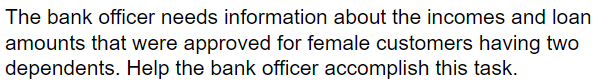 The bank officer needs information about the incomes and loan
amounts that were approved for female customers having two
dependents. Help the bank officer accomplish this task.